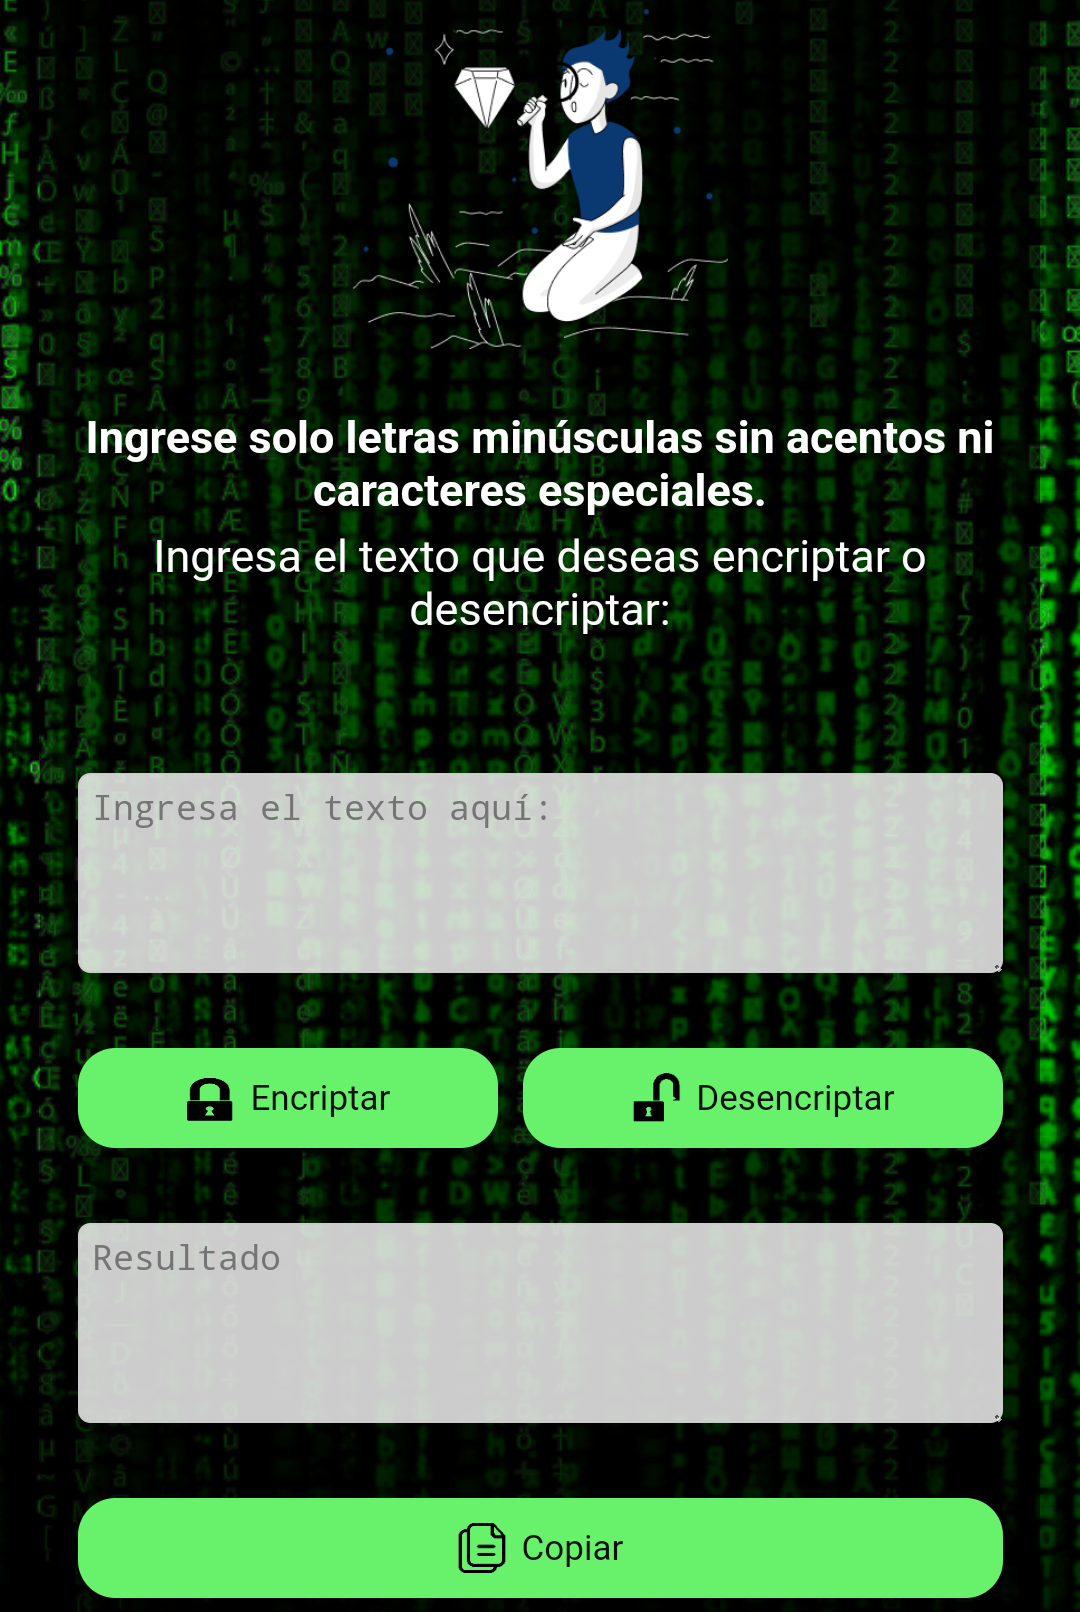 Ingrese solo letras minúsculas sin acentos ni
caracteres especiales.
Ingresa el texto que deseas encriptar o
desencriptar:
Ingresa el texto aquí:
Encriptar
Desencriptar
Resultado
Copiar